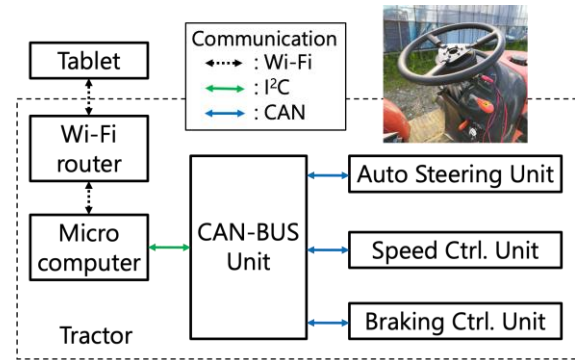 Tablet
Wi-Fi
router
Micro
computer
Tractor
Communication
: Wi-Fi
: I²C
: CAN
CAN-BUS
Unit
Auto Steering Unit
Speed Ctrl. Unit
Braking Ctrl. Unit